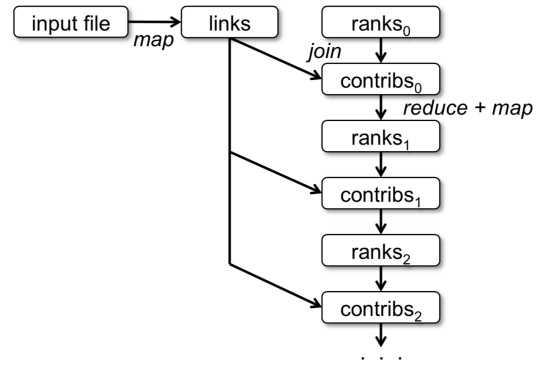 input file
map
links
ranks₀
join
contribs₀
reduce + map
ranks₁
contribs₁
ranks₂
contribs₂
. . .